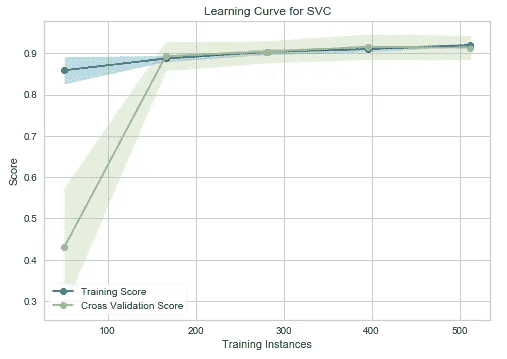 Learning Curve for SVC
Score
0.9
0.8
0.7
0.6
0.5
0.4
0.3
Training Score
Cross Validation Score
100
200
300
400
500
Training Instances